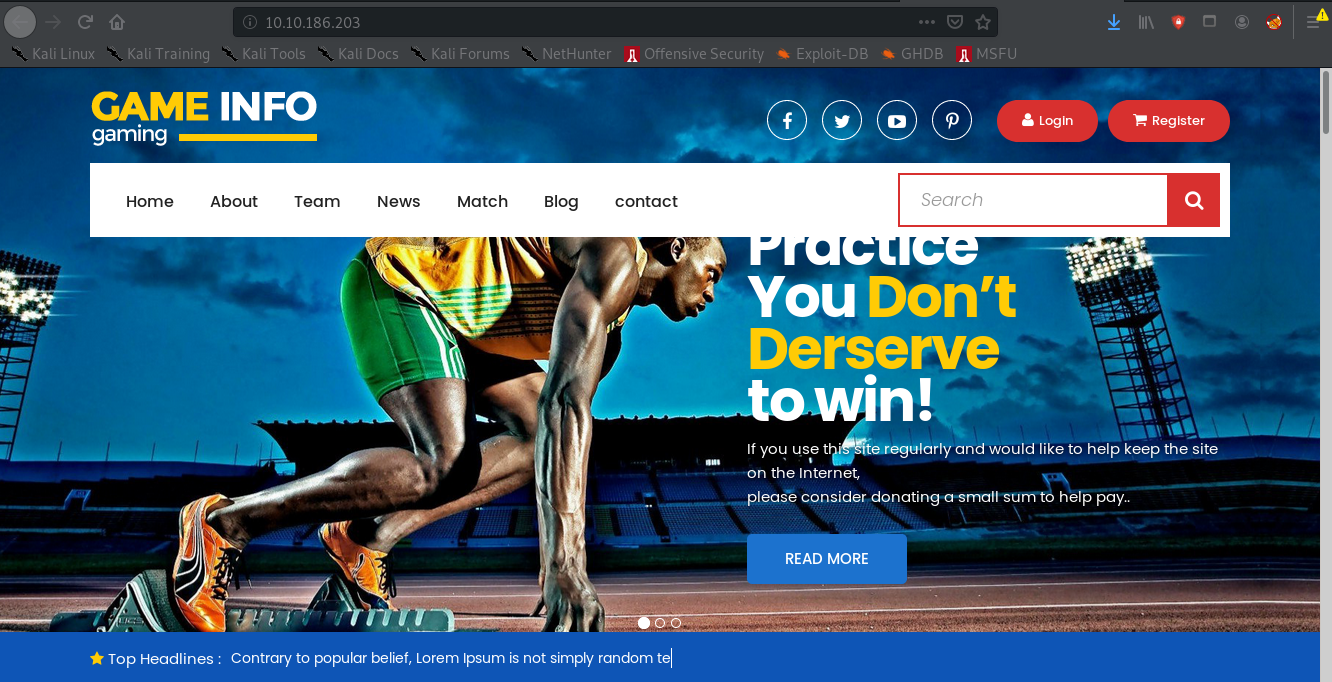 10.10.186.203
Kali Linux Kali Training Kali Tools Kali Docs Kali Forums NetHunter Offensive Security Exploit-DB GHDB MSFU
GAME INFO
gaming
Login Register
Home About Team News Match Blog contact
Search
Practice
You Don't
Derserve
to win!
If you use this site regularly and would like to help keep the site
on the Internet,
please consider donating a small sum to help pay..
READ MORE
Top Headlines : Contrary to popular belief, Lorem Ipsum is not simply random te